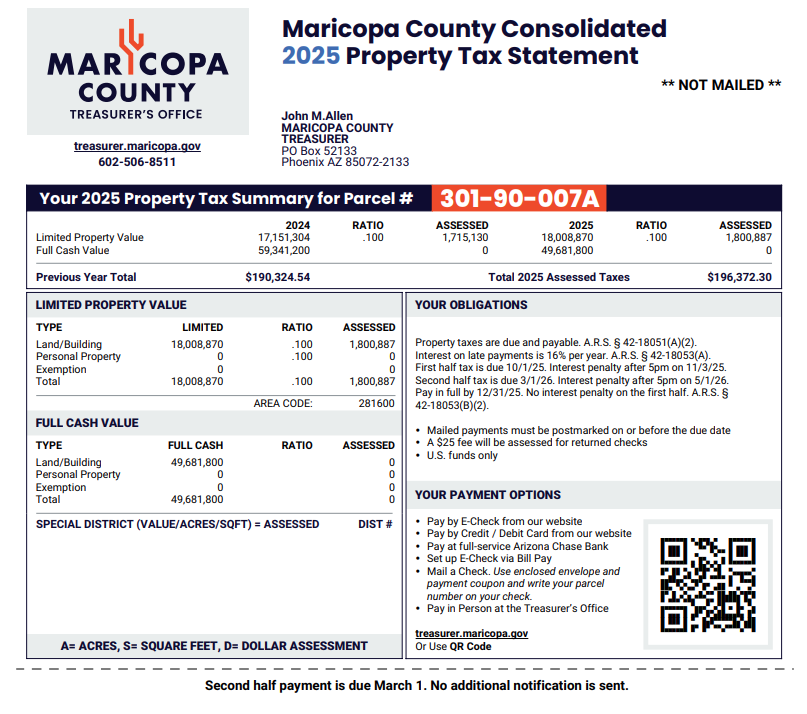 MARICOPA
COUNTY
TREASURER'S OFFICE
treasurer.maricopa.gov
602-506-8511
Maricopa County Consolidated
2025 Property Tax Statement
** NOT MAILED **
John M.Allen
MARICOPA COUNTY
TREASURER
PO Box 52133
Phoenix AZ 85072-2133
Your 2025 Property Tax Summary for Parcel # 301-90-007A
2024 RATIO ASSESSED 2025 RATIO ASSESSED
Limited Property Value 17,151,304 .100 1,715,130 18,008,870 .100 1,800,887
Full Cash Value 59,341,200 0 49,681,800 0
Previous Year Total $190,324.54 Total 2025 Assessed Taxes $196,372.30
LIMITED PROPERTY VALUE
TYPE LIMITED RATIO ASSESSED
Land/Building 18,008,870 .100 1,800,887
Personal Property 0 .100 0
Exemption 0 0
Total 18,008,870 .100 1,800,887
AREA CODE: 281600
FULL CASH VALUE
TYPE FULL CASH RATIO ASSESSED
Land/Building 49,681,800 0
Personal Property 0 0
Exemption 0 0
Total 49,681,800 0
SPECIAL DISTRICT (VALUE/ACRES/SQFT) = ASSESSED DIST #
A= ACRES, S= SQUARE FEET, D= DOLLAR ASSESSMENT
YOUR OBLIGATIONS
Property taxes are due and payable. A.R.S. § 42-18051(A)(2).
Interest on late payments is 16% per year. A.R.S. § 42-18053(A).
First half tax is due 10/1/25. Interest penalty after 5pm on 11/3/25.
Second half tax is due 3/1/26. Interest penalty after 5pm on 5/1/26.
Pay in full by 12/31/25. No interest penalty on the first half. A.R.S. §
42-18053(B)(2).
• Mailed payments must be postmarked on or before the due date
• A $25 fee will be assessed for returned checks
• U.S. funds only
YOUR PAYMENT OPTIONS
• Pay by E-Check from our website
• Pay by Credit / Debit Card from our website
• Pay at full-service Arizona Chase Bank
• Set up E-Check via Bill Pay
• Mail a Check. Use enclosed envelope and
payment coupon and write your parcel
number on your check.
• Pay in Person at the Treasurer's Office
treasurer.maricopa.gov
Or Use QR Code
Second half payment is due March 1. No additional notification is sent.